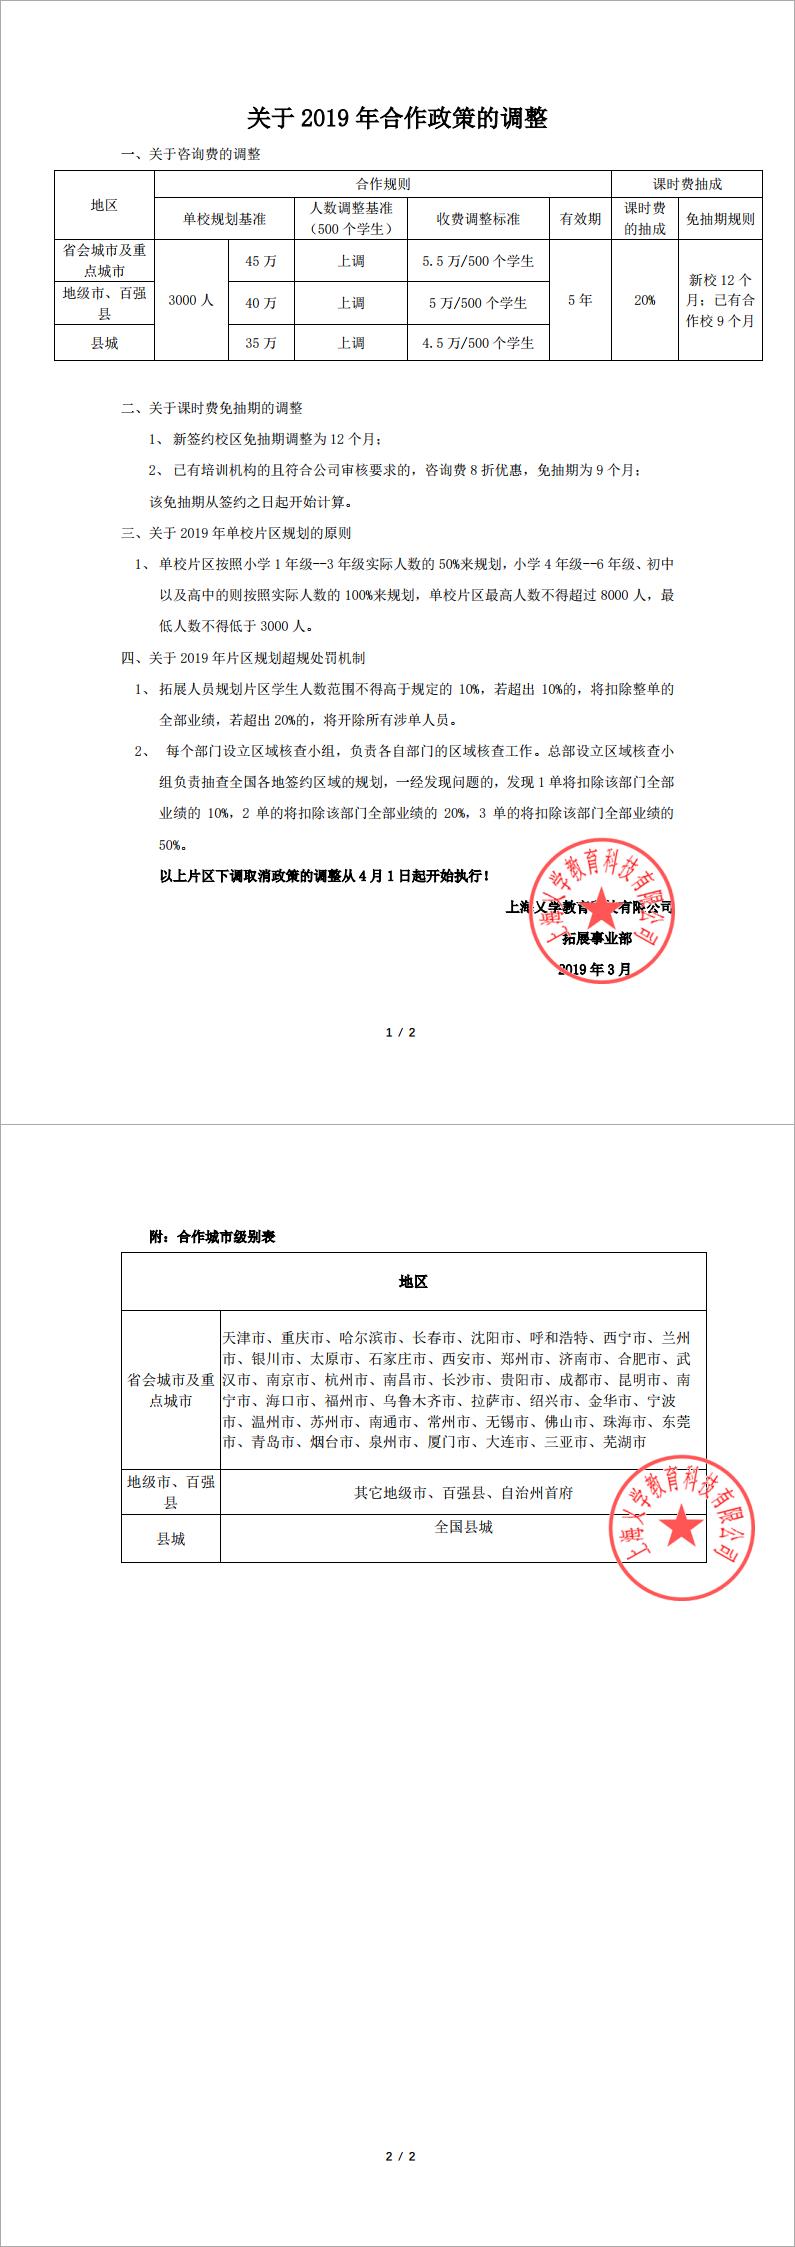 关于 2019 年合作政策的调整
一、关于咨询费的调整
地区
合作规则
课时费抽成
单校规划基准
人数调整基准
（500 个学生）
收费调整标准
有效期
课时费
的抽成
免抽期规则
省会城市及重
点城市
3000 人
45 万
上调
5.5 万/500 个学生
5 年
20%
新校 12 个
月；已有合
作校 9 个月
地级市、百强
县
40 万
上调
5 万/500 个学生
县城
35 万
上调
4.5 万/500 个学生
二、关于课时费免抽期的调整
1、 新签约校区免抽期调整为 12 个月；
2、 已有培训机构的且符合公司审核要求的，咨询费 8 折优惠，免抽期为 9 个月；
该免抽期从签约之日起开始计算。
三、关于 2019 年单校片区规划的原则
1、 单校片区按照小学 1 年级--3 年级实际人数的 50%来规划，小学 4 年级--6 年级、初中
以及高中的则按照实际人数的 100%来规划，单校片区最高人数不得超过 8000 人，最
低人数不得低于 3000 人。
四、关于 2019 年片区规划超规处罚机制
1、 拓展人员规划片区学生人数范围不得高于规定的 10%，若超出 10%的，将扣除整单的
全部业绩，若超出 20%的，将开除所有涉单人员。
2、 每个部门设立区域核查小组，负责各自部门的区域核查工作。总部设立区域核查小
组负责抽查全国各地签约区域的规划，一经发现问题的，发现 1 单将扣除该部门全部
业绩的 10%，2 单的将扣除该部门全部业绩的 20%，3 单的将扣除该部门全部业绩的
50%。
以上片区下调取消政策的调整从 4 月 1 日起开始执行！
上海乂学教育科技有限公司
上海乂学教育科技有限公司
拓展事业部
2019 年 3 月
1 / 2
附：合作城市级别表
地区
省会城市及重
点城市
天津市、重庆市、哈尔滨市、长春市、沈阳市、呼和浩特、西宁市、兰州
市、银川市、太原市、石家庄市、西安市、郑州市、济南市、合肥市、武
汉市、南京市、杭州市、南昌市、长沙市、贵阳市、成都市、昆明市、南
宁市、海口市、福州市、乌鲁木齐市、拉萨市、绍兴市、金华市、宁波
市、温州市、苏州市、南通市、常州市、无锡市、佛山市、珠海市、东莞
市、青岛市、烟台市、泉州市、厦门市、大连市、三亚市、芜湖市
地级市、百强
县
其它地级市、百强县、自治州首府
县城
全国县城
上海乂学教育科技有限公司
2 / 2